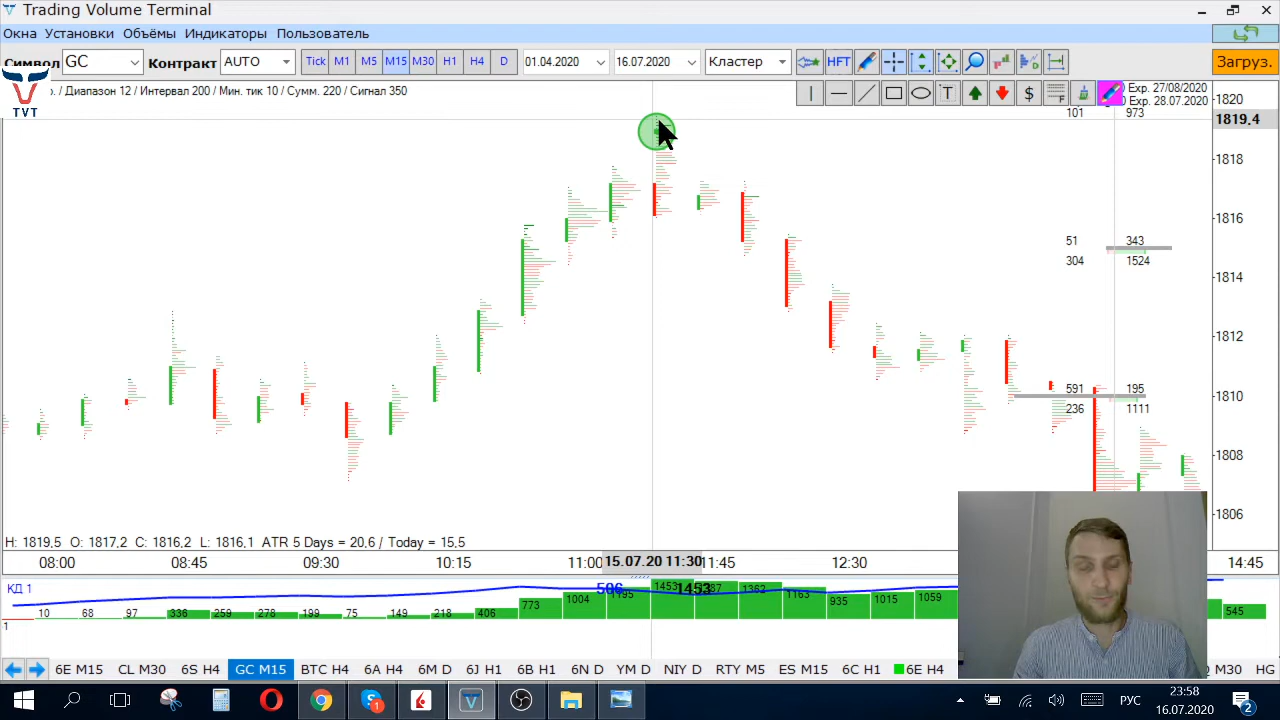 Trading Volume Terminal
Окна Установки Объёмы Индикаторы Пользователь
Символ GC Контракт AUTO Tick M1 M5 M15 M30 H1 H4 D 01.04.2020 16.07.2020 Кластер HFT Загруз.
TVT
/ Диапазон 12 / Интервал 200 / Мин. тик 10 / Сумм. 220 / Сигнал 350
T $ F
Exp. 27/08/2020
Exp. 28.07.2020
101 973
1820
1819.4
1818
1816
51 343
304 1524
1814
1812
591 195
236 1111
1810
1808
1806
H: 1819,5 O: 1817,2 C: 1816,2 L: 1816,1 ATR 5 Days = 20,6 / Today = 15,5
08:00 08:45 09:30 10:15 11:00 15.07.20 11:30 11:45 12:30 14:45
КД 1
506 1453
10 68 97 336 259 278 199 75 149 218 406 773 1004 1195 1453 1362 1163 935 1015 1059 545
1
6E M15 CL M30 6S H4 GC M15 BTC H4 6A H4 6M D 6J H1 6B H1 6N D YM D NIY D RTY M5 ES M15 6C H1 6E H4 M30 HG
РУС
23:58
16.07.2020
1
2